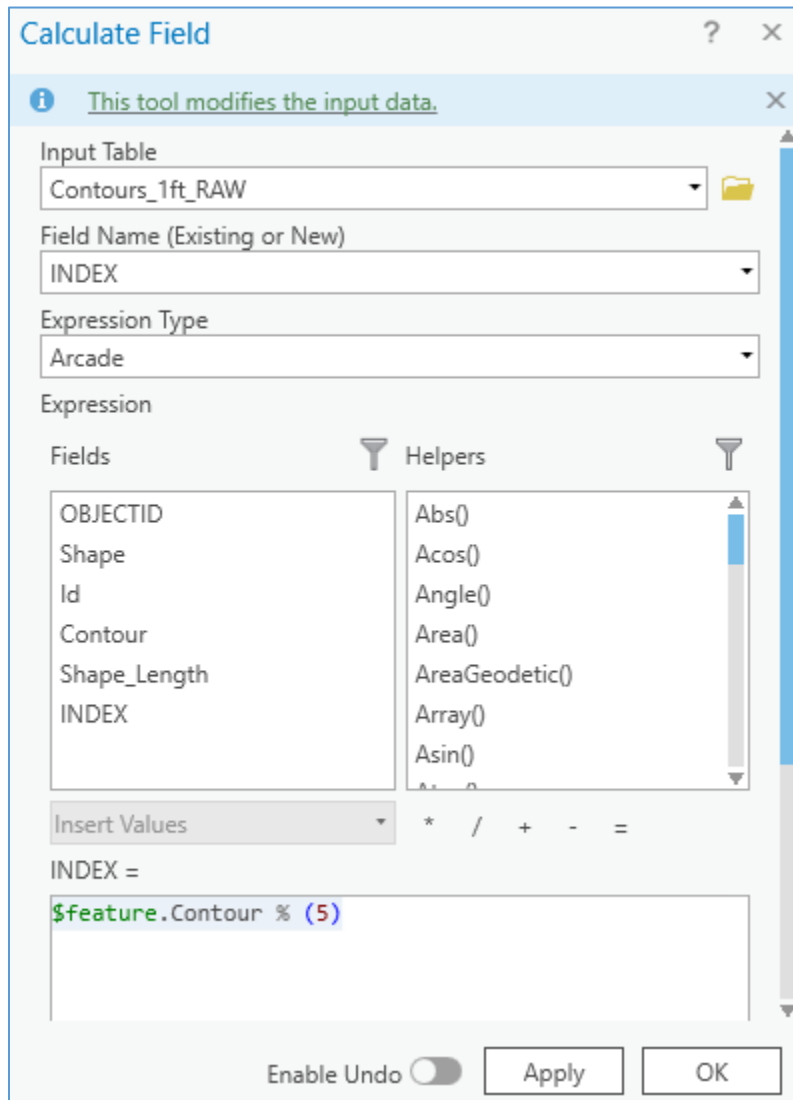 Calculate Field ? ×
This tool modifies the input data. ×
Input Table
Contours_1ft_RAW
Field Name (Existing or New)
INDEX
Expression Type
Arcade
Expression
Fields Helpers
OBJECTID Abs()
Shape Acos()
Id Angle()
Contour Area()
Shape_Length AreaGeodetic()
INDEX Array()
Asin()
Insert Values * / + - =
INDEX =
$feature.Contour % (5)
Enable Undo Apply OK